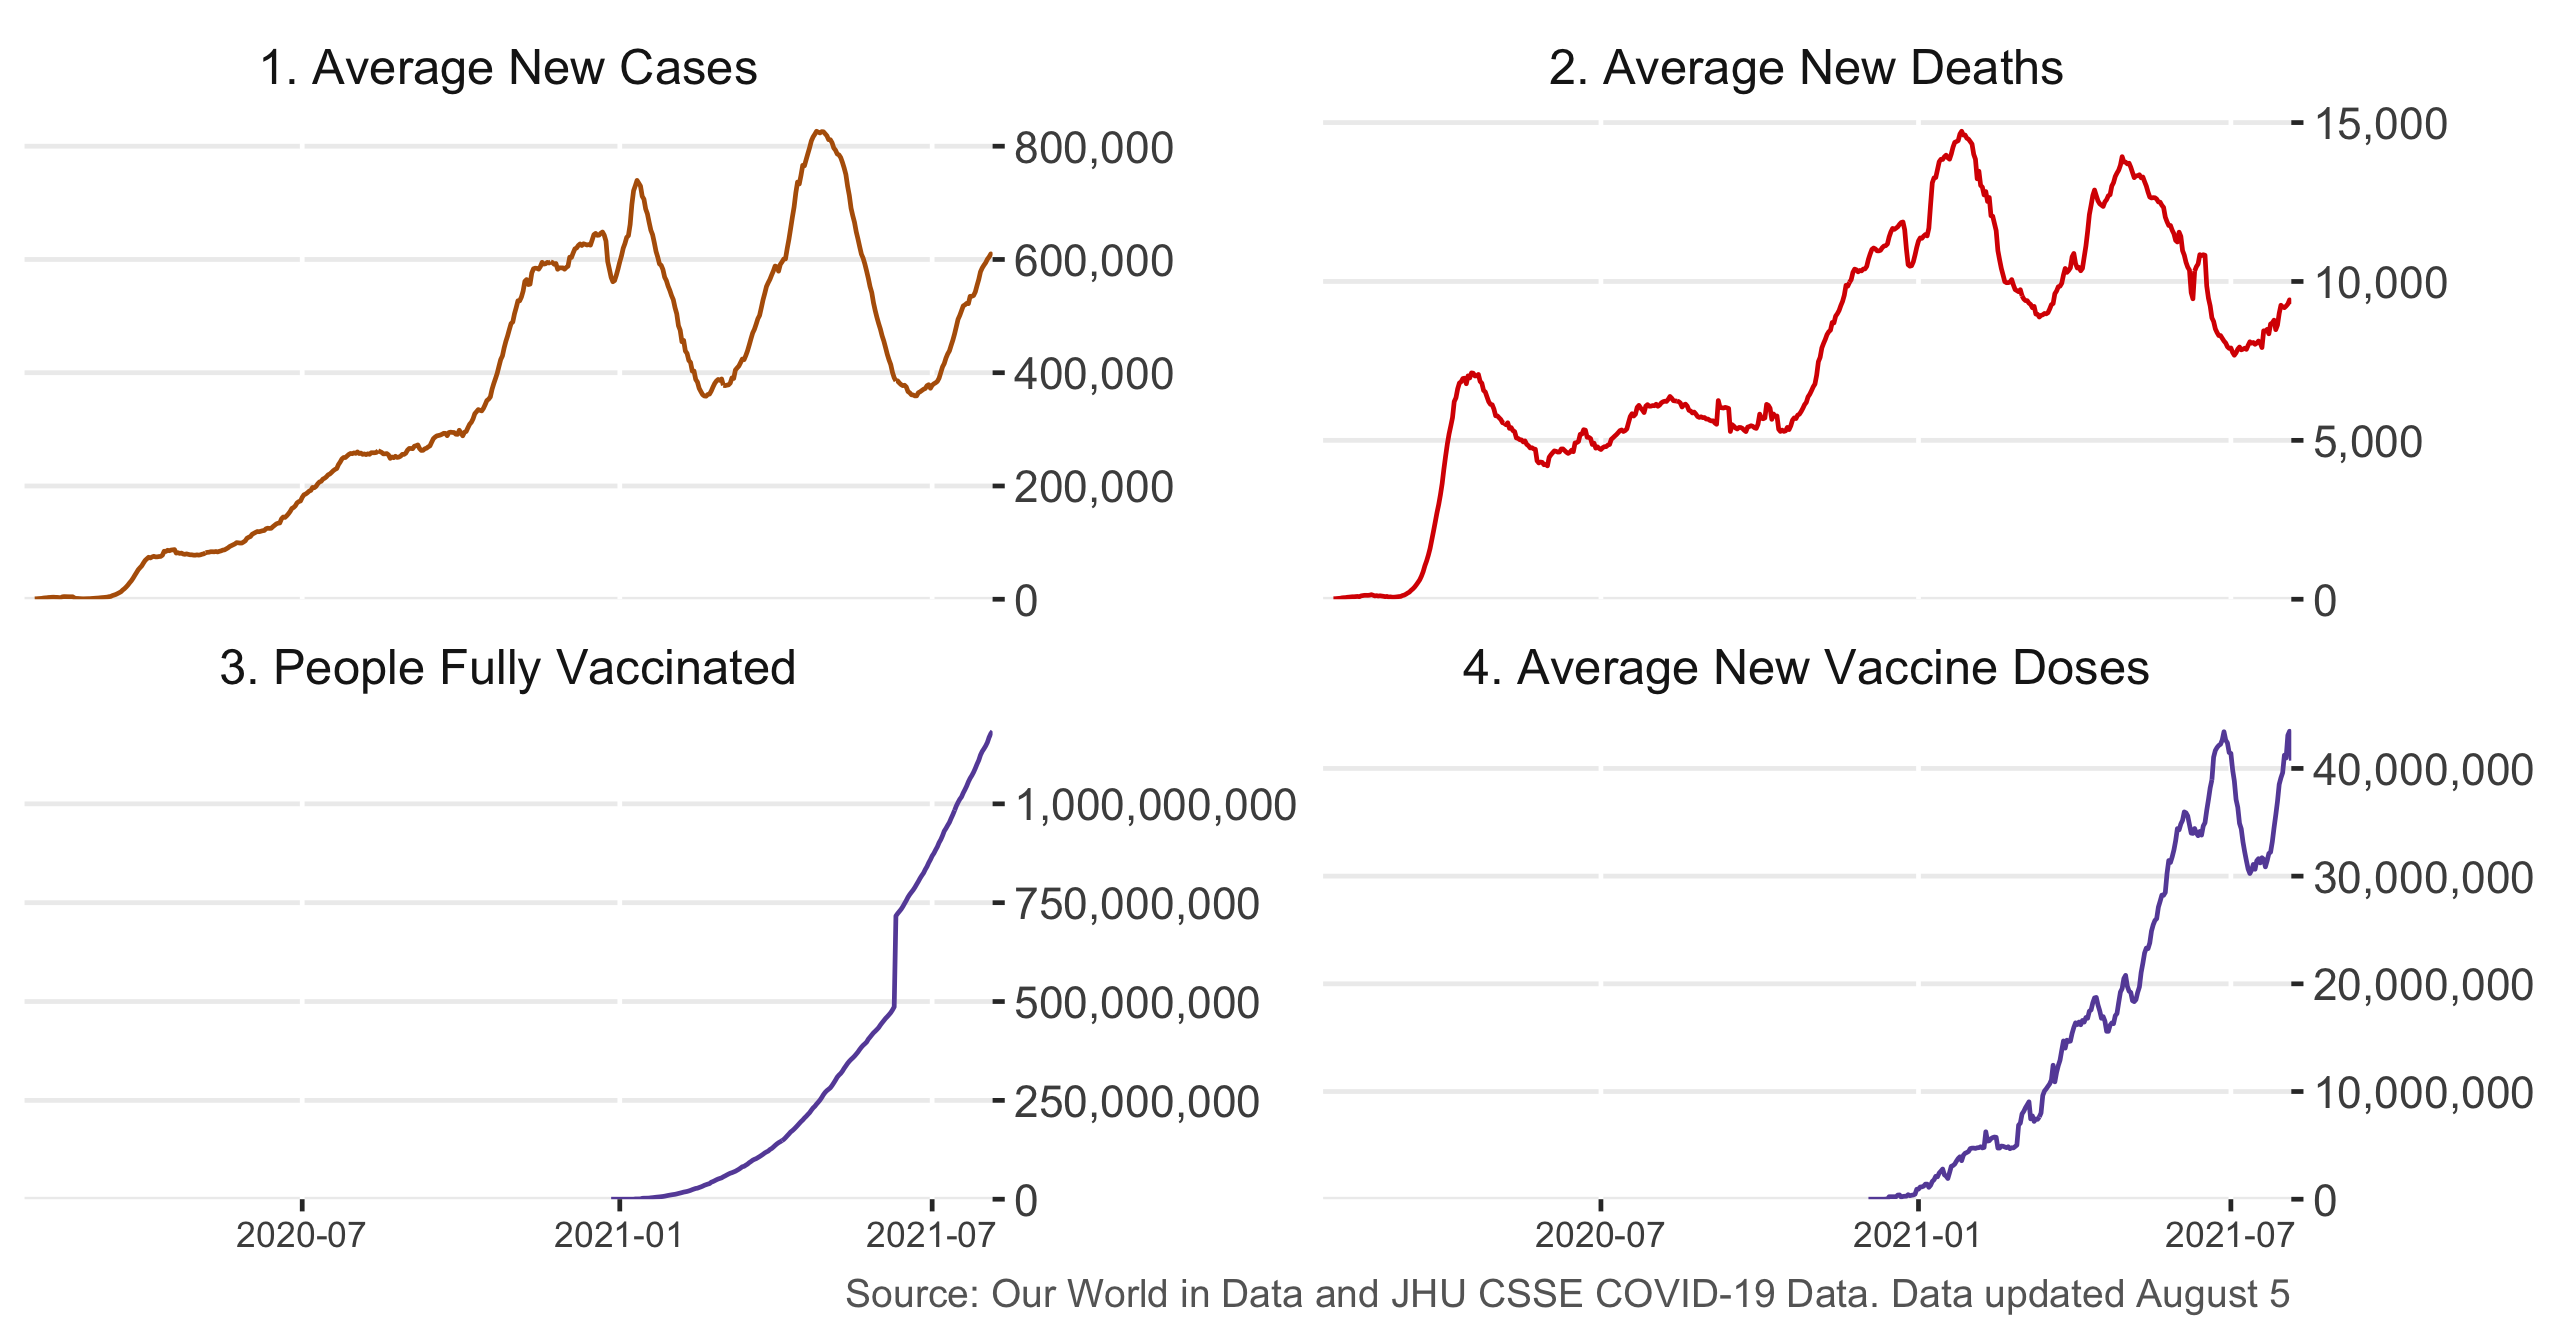 1. Average New Cases
800,000
600,000
400,000
200,000
0
2. Average New Deaths
15,000
10,000
5,000
0
3. People Fully Vaccinated
1,000,000,000
750,000,000
500,000,000
250,000,000
0
2020-07 2021-01 2021-07
4. Average New Vaccine Doses
40,000,000
30,000,000
20,000,000
10,000,000
0
2020-07 2021-01 2021-07
Source: Our World in Data and JHU CSSE COVID-19 Data. Data updated August 5